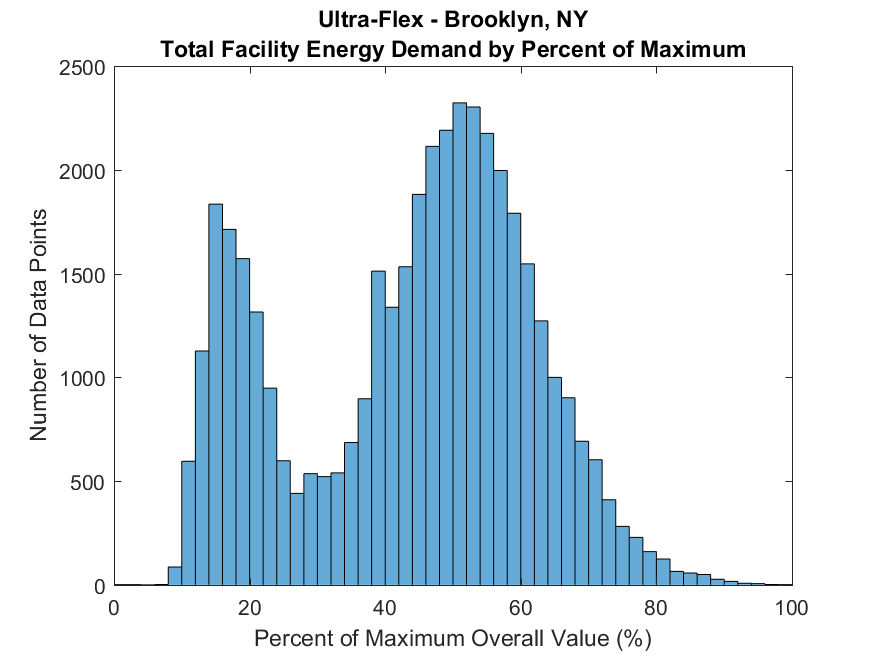 Ultra-Flex - Brooklyn, NY
Total Facility Energy Demand by Percent of Maximum
2500
2000
1500
1000
500
0
Number of Data Points
0 20 40 60 80 100
Percent of Maximum Overall Value (%)